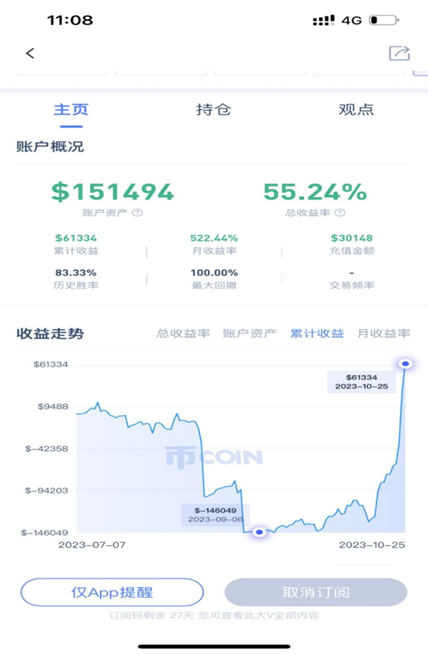 11:08 4G
主页 持仓 观点
账户概况
$151494 55.24%
账户资产 ? 总收益率 ?
$61334 522.44% $30148
累计收益 月收益率 充值金额
83.33% 100.00% -
历史胜率 最大回撤 交易频率
收益走势 总收益率 账户资产 累计收益 月收益率
$61334
$61334
2023-10-25
$9488
$-42358
币COIN
$-94203
$-146049
2023-09-06
$-146049
2023-07-07 2023-10-25
仅App提醒 取消订阅
订阅码剩余 27天 您可查看此大V全部内容